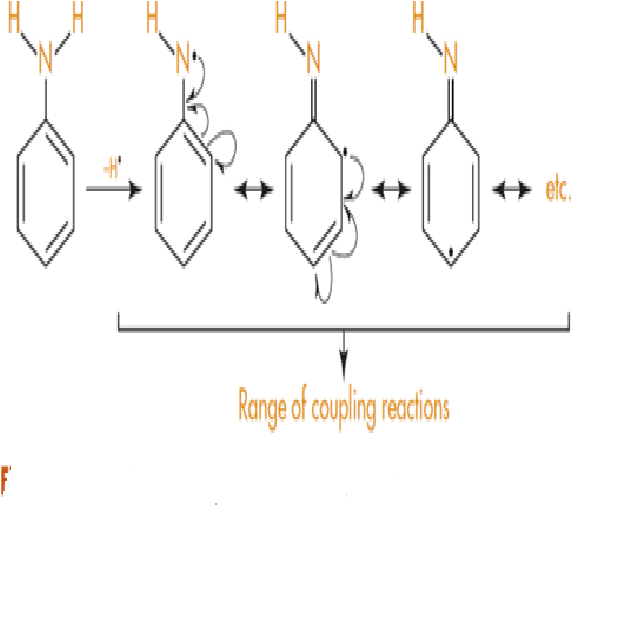 H H H H H
N N N N
–H•
etc.
Range of coupling reactions
F